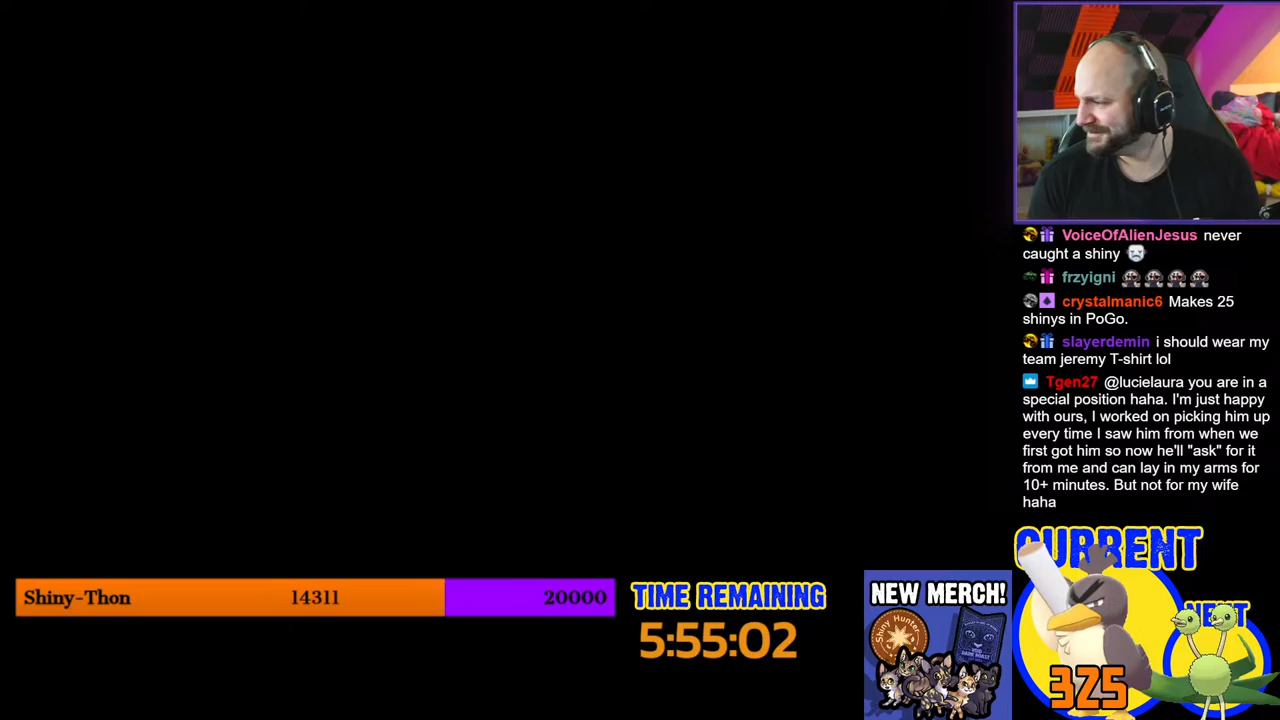 VoiceOfAlienJesus never
caught a shiny
frzyigni
crystalmanic6 Makes 25
shinys in PoGo.
slayerdemin i should wear my
team jeremy T-shirt lol
Tgen27 @lucielaura you are in a
special position haha. I'm just happy
with ours, I worked on picking him up
every time I saw him from when we
first got him so now he'll "ask" for it
from me and can lay in my arms for
10+ minutes. But not for my wife
haha
Shiny-Thon 14311 20000
TIME REMAINING
5:55:02
NEW MERCH!
Shiny Hunter
DARK ROAST
CURRENT
325
NEXT